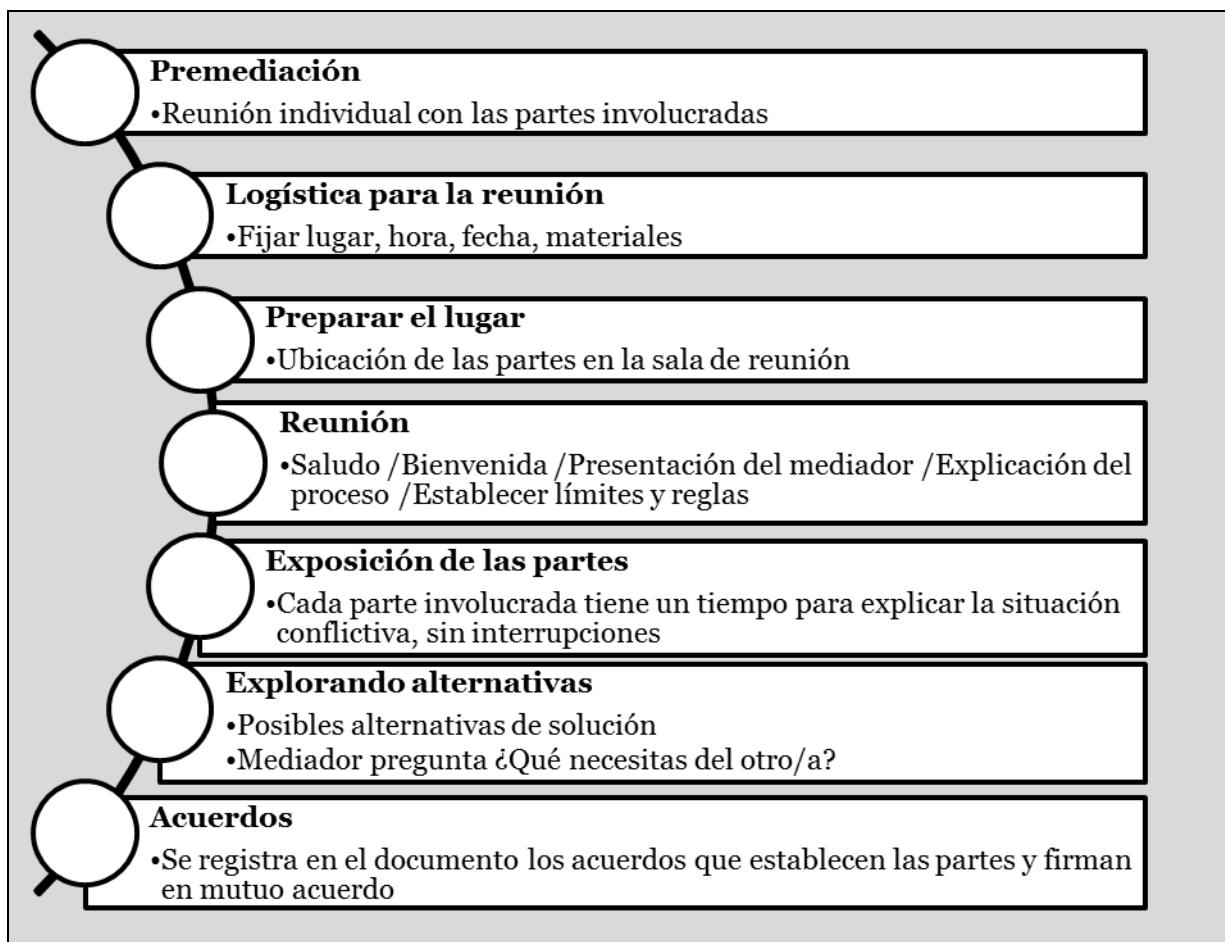 Premediación
•Reunión individual con las partes involucradas
Logística para la reunión
•Fijar lugar, hora, fecha, materiales
Preparar el lugar
•Ubicación de las partes en la sala de reunión
Reunión
•Saludo /Bienvenida /Presentación del mediador /Explicación del
proceso /Establecer límites y reglas
Exposición de las partes
•Cada parte involucrada tiene un tiempo para explicar la situación
conflictiva, sin interrupciones
Explorando alternativas
•Posibles alternativas de solución
•Mediador pregunta ¿Qué necesitas del otro/a?
Acuerdos
•Se registra en el documento los acuerdos que establecen las partes y firman
en mutuo acuerdo